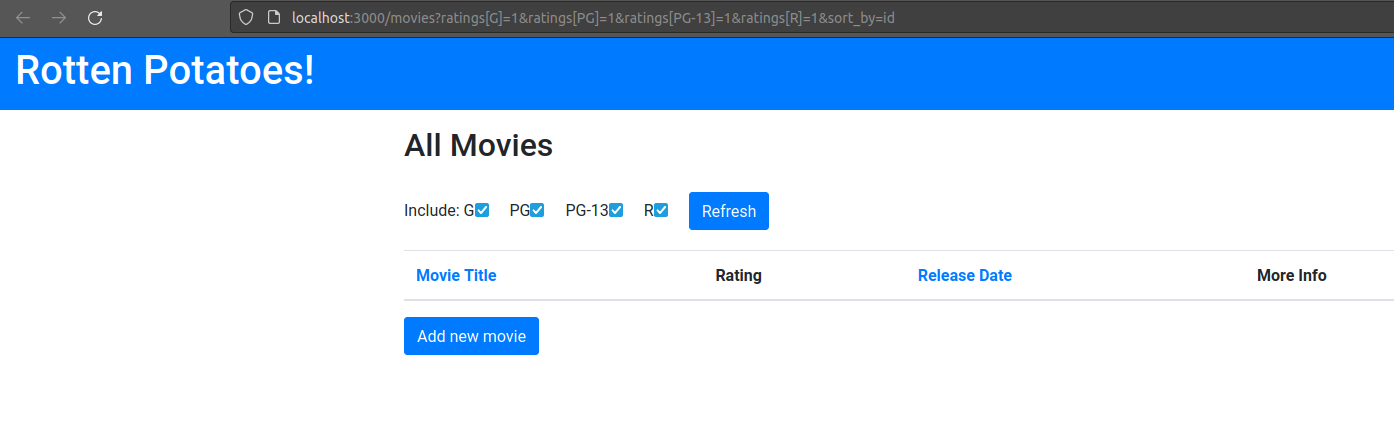 localhost:3000/movies?ratings[G]=1&ratings[PG]=1&ratings[PG-13]=1&ratings[R]=1&sort_by=id
Rotten Potatoes!
All Movies
Include: G PG PG-13 R Refresh
Movie Title Rating Release Date More Info
Add new movie